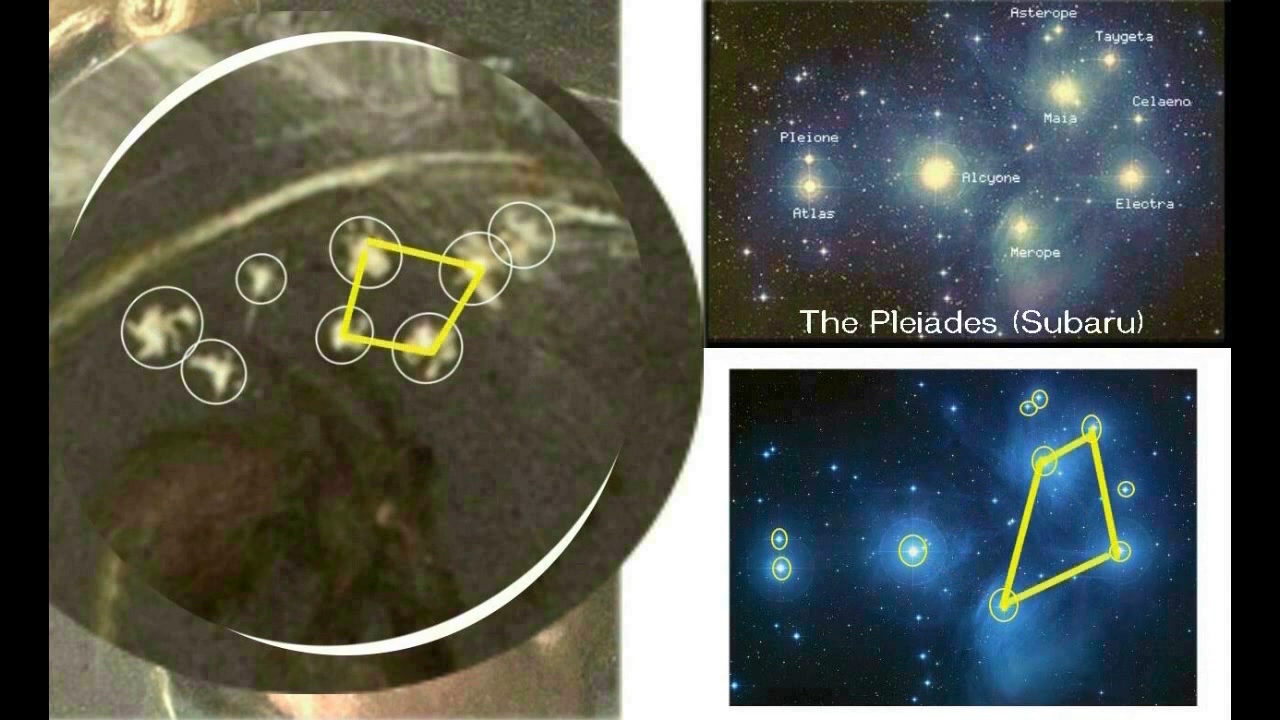 Asterope
Taygeta
Celaeno
Maia
Pleione
Alcyone
Electra
Atlas
Merope
The Pleiades (Subaru)